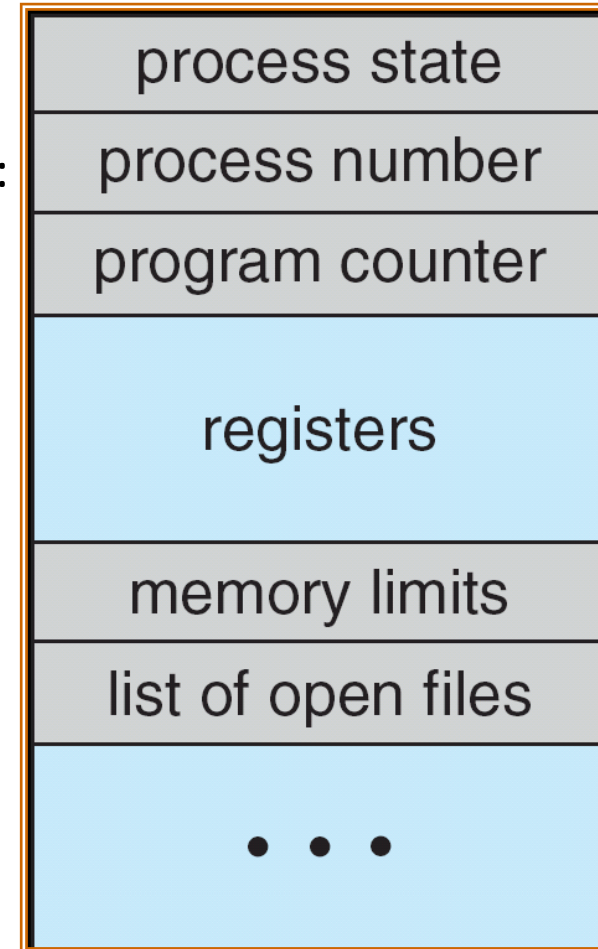 process state
:
process number
program counter
registers
memory limits
list of open files
• • •